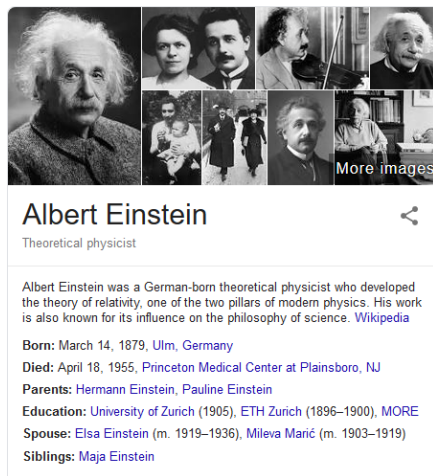 More images
Albert Einstein
Theoretical physicist
Albert Einstein was a German-born theoretical physicist who developed
the theory of relativity, one of the two pillars of modern physics. His work
is also known for its influence on the philosophy of science. Wikipedia
Born: March 14, 1879, Ulm, Germany
Died: April 18, 1955, Princeton Medical Center at Plainsboro, NJ
Parents: Hermann Einstein, Pauline Einstein
Education: University of Zurich (1905), ETH Zurich (1896–1900), MORE
Spouse: Elsa Einstein (m. 1919–1936), Mileva Marić (m. 1903–1919)
Siblings: Maja Einstein